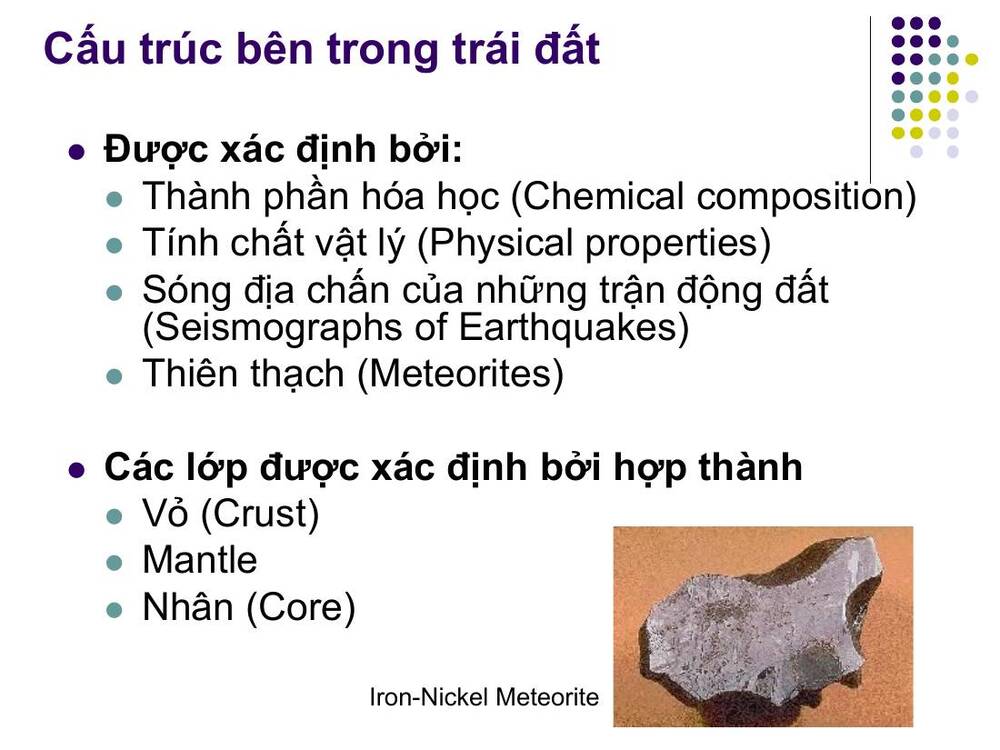 Cấu trúc bên trong trái đất
Được xác định bởi:
Thành phần hóa học (Chemical composition)
Tính chất vật lý (Physical properties)
Sóng địa chấn của những trận động đất
(Seismographs of Earthquakes)
Thiên thạch (Meteorites)
Các lớp được xác định bởi hợp thành
Vỏ (Crust)
Mantle
Nhân (Core)
Iron-Nickel Meteorite